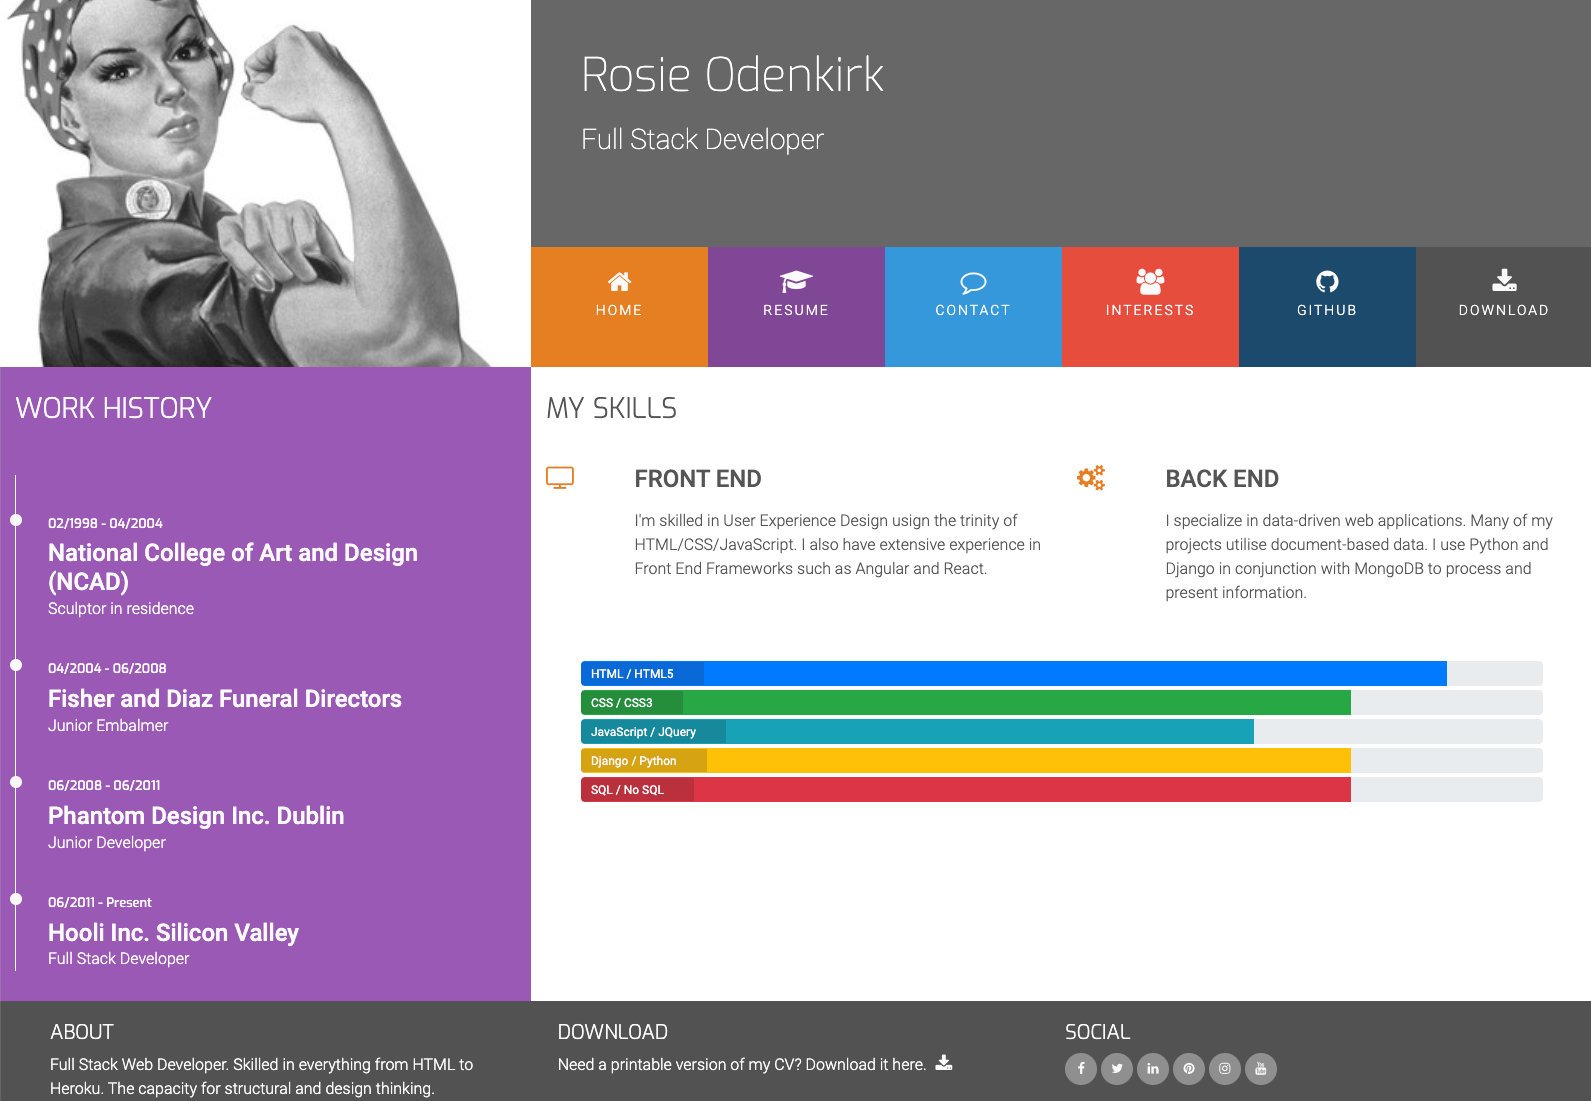 Rosie Odenkirk
Full Stack Developer
HOME
RESUME
CONTACT
INTERESTS
GITHUB
DOWNLOAD
WORK HISTORY
02/1998 - 04/2004
National College of Art and Design
(NCAD)
Sculptor in residence
04/2004 - 06/2008
Fisher and Diaz Funeral Directors
Junior Embalmer
06/2008 - 06/2011
Phantom Design Inc. Dublin
Junior Developer
06/2011 - Present
Hooli Inc. Silicon Valley
Full Stack Developer
MY SKILLS
FRONT END
I'm skilled in User Experience Design usign the trinity of
HTML/CSS/JavaScript. I also have extensive experience in
Front End Frameworks such as Angular and React.
BACK END
I specialize in data-driven web applications. Many of my
projects utilise document-based data. I use Python and
Django in conjunction with MongoDB to process and
present information.
HTML / HTML5
CSS / CSS3
JavaScript / JQuery
Django / Python
SQL / No SQL
ABOUT
Full Stack Web Developer. Skilled in everything from HTML to
Heroku. The capacity for structural and design thinking.
DOWNLOAD
Need a printable version of my CV? Download it here.
SOCIAL